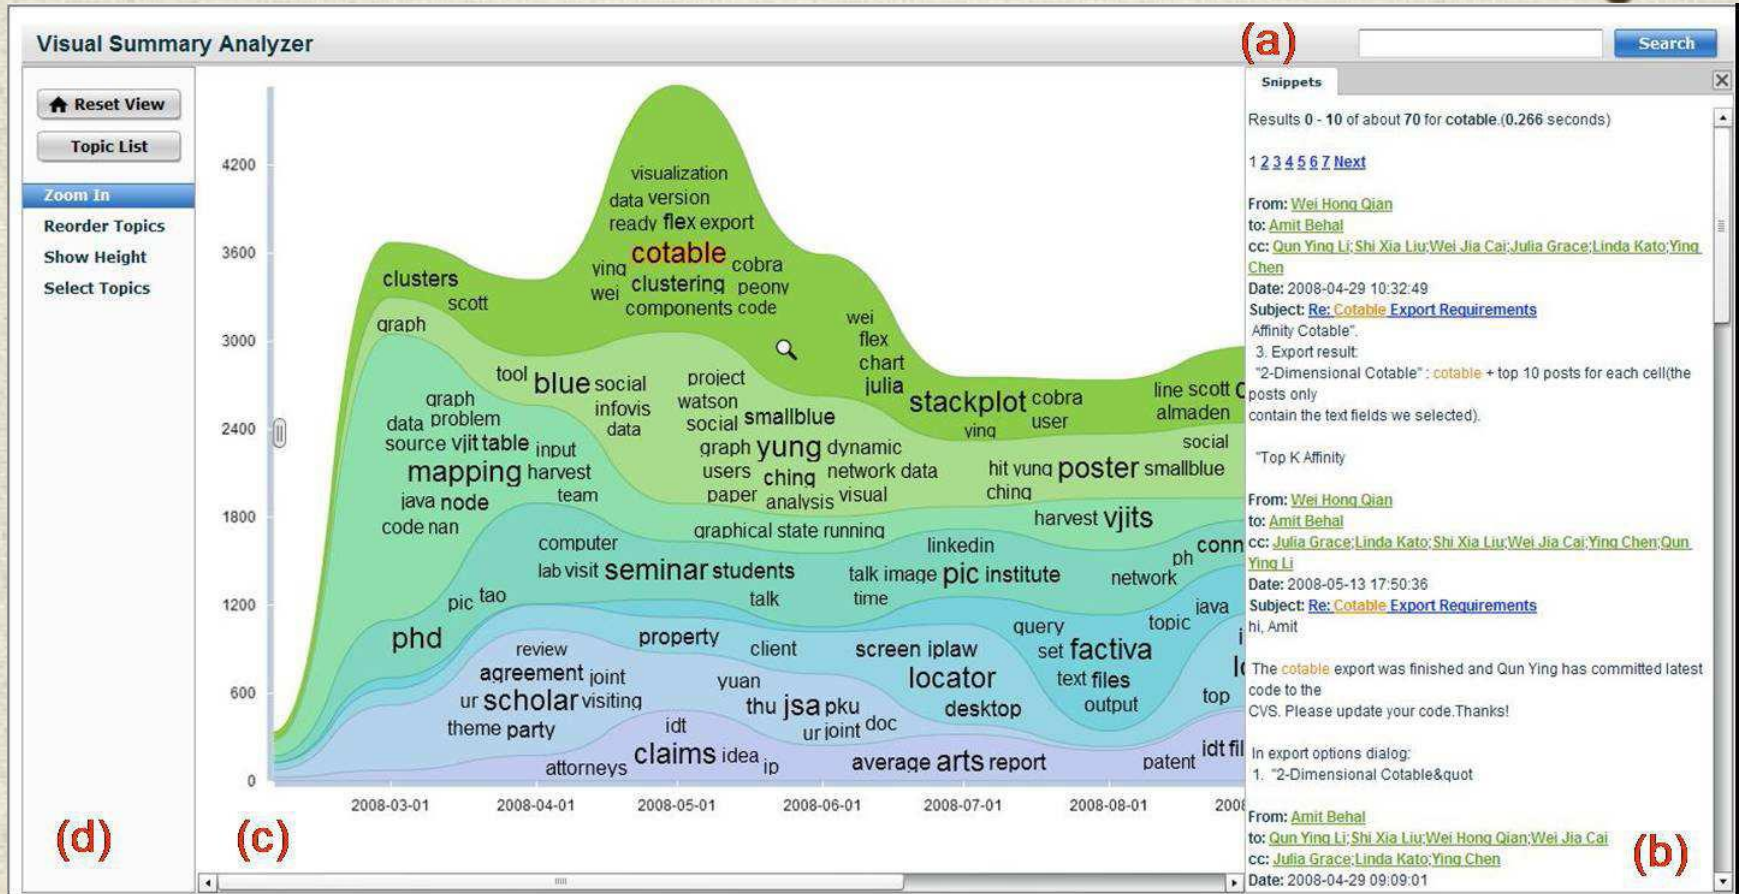 Visual Summary Analyzer
(a)
Search
Reset View
Topic List
Zoom In
Reorder Topics
Show Height
Select Topics
(d)
4200
3600
3000
2400
1800
1200
600
0
visualization
data version
ready flex export
cotable
ying cobra
clustering
wei peony
components code
clusters
scott
wei
flex
chart
julia
stackplot cobra
user
ying
line scott
almaden
graph
tool blue social
infovis
data
project
watson
social smallblue
graph yung dynamic
users ching network data
paper analysis visual
social
hit yung poster smallblue
ching
graph
data problem
source vjit table input
mapping harvest
java node team
code nan
graphical state running
harvest vjits
computer
lab visit seminar students
talk
pic tao
phd
linkedin
talk image pic institute
time
ph conn
network
java
topic
query
set factiva
text files
output
property
client
screen iplaw
locator
desktop
top
review
agreement joint
ur scholar visiting
theme party
yuan
thu jsa pku
ur joint doc
idt
claims idea
ip
attorneys
average arts report
patent idt fil
2008-03-01 2008-04-01 2008-05-01 2008-06-01 2008-07-01 2008-08-01 2008
(c)
Snippets
Results 0 - 10 of about 70 for cotable.(0.266 seconds)
1 2 3 4 5 6 7 Next
From: Wei Hong Qian
to: Amit Behal
cc: Qun Ying Li;Shi Xia Liu;Wei Jia Cai;Julia Grace;Linda Kato;Ying
Chen
Date: 2008-04-29 10:32:49
Subject: Re: Cotable Export Requirements
Affinity Cotable".
3. Export result:
"2-Dimensional Cotable" : cotable + top 10 posts for each cell(the
posts only
contain the text fields we selected).
"Top K Affinity
From: Wei Hong Qian
to: Amit Behal
cc: Julia Grace;Linda Kato;Shi Xia Liu;Wei Jia Cai;Ying Chen;Qun
Ying Li
Date: 2008-05-13 17:50:36
Subject: Re: Cotable Export Requirements
hi, Amit
The cotable export was finished and Qun Ying has committed latest
code to the
CVS. Please update your code.Thanks!
In export options dialog:
1. "2-Dimensional Cotable&quot
From: Amit Behal
to: Qun Ying Li;Shi Xia Liu;Wei Hong Qian;Wei Jia Cai
cc: Julia Grace;Linda Kato;Ying Chen
Date: 2008-04-29 09:09:01
(b)